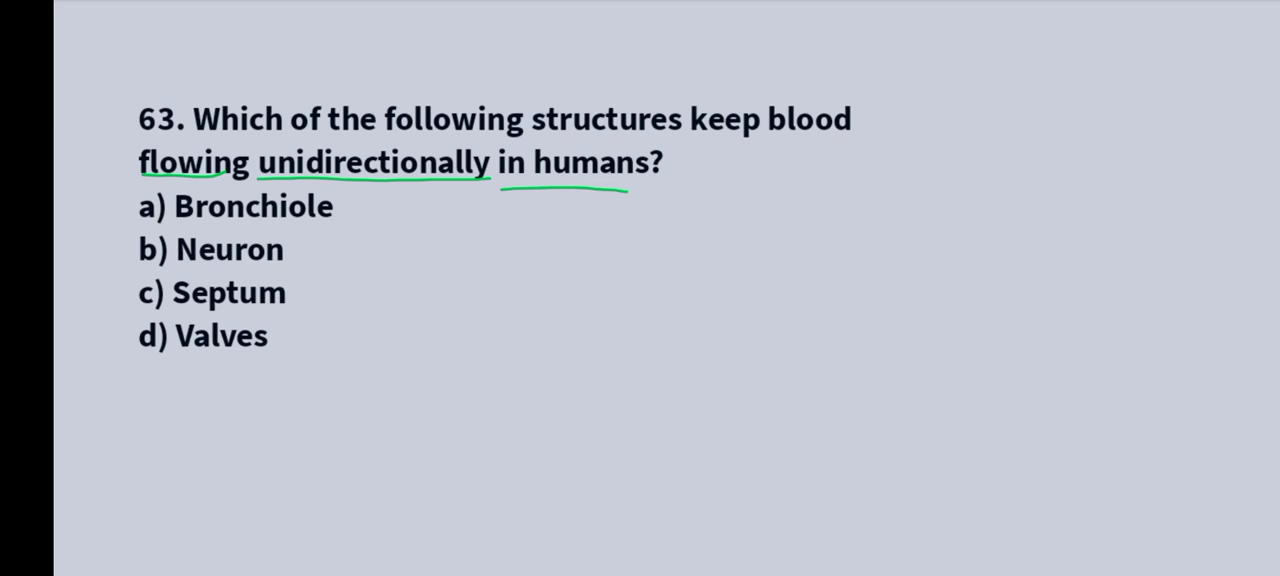 63. Which of the following structures keep blood
flowing unidirectionally in humans?
a) Bronchiole
b) Neuron
c) Septum
d) Valves